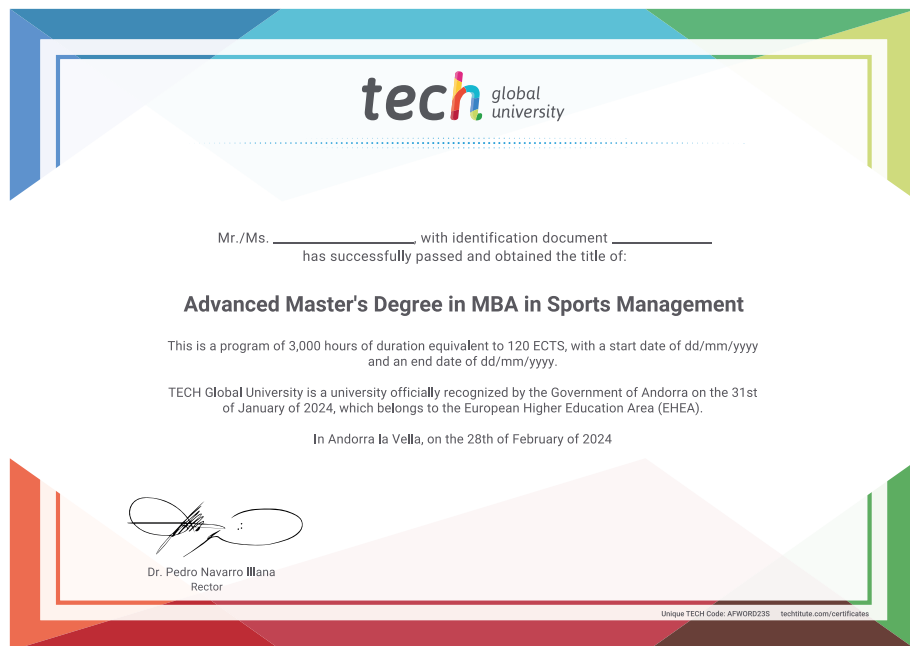 tech global
university
Mr./Ms. ____________, with identification document ____________
has successfully passed and obtained the title of:
Advanced Master's Degree in MBA in Sports Management
This is a program of 3,000 hours of duration equivalent to 120 ECTS, with a start date of dd/mm/yyyy
and an end date of dd/mm/yyyy.
TECH Global University is a university officially recognized by the Government of Andorra on the 31st
of January of 2024, which belongs to the European Higher Education Area (EHEA).
In Andorra la Vella, on the 28th of February of 2024
Dr. Pedro Navarro Illana
Rector
Unique TECH Code: AFWORD23S techtitute.com/certificates